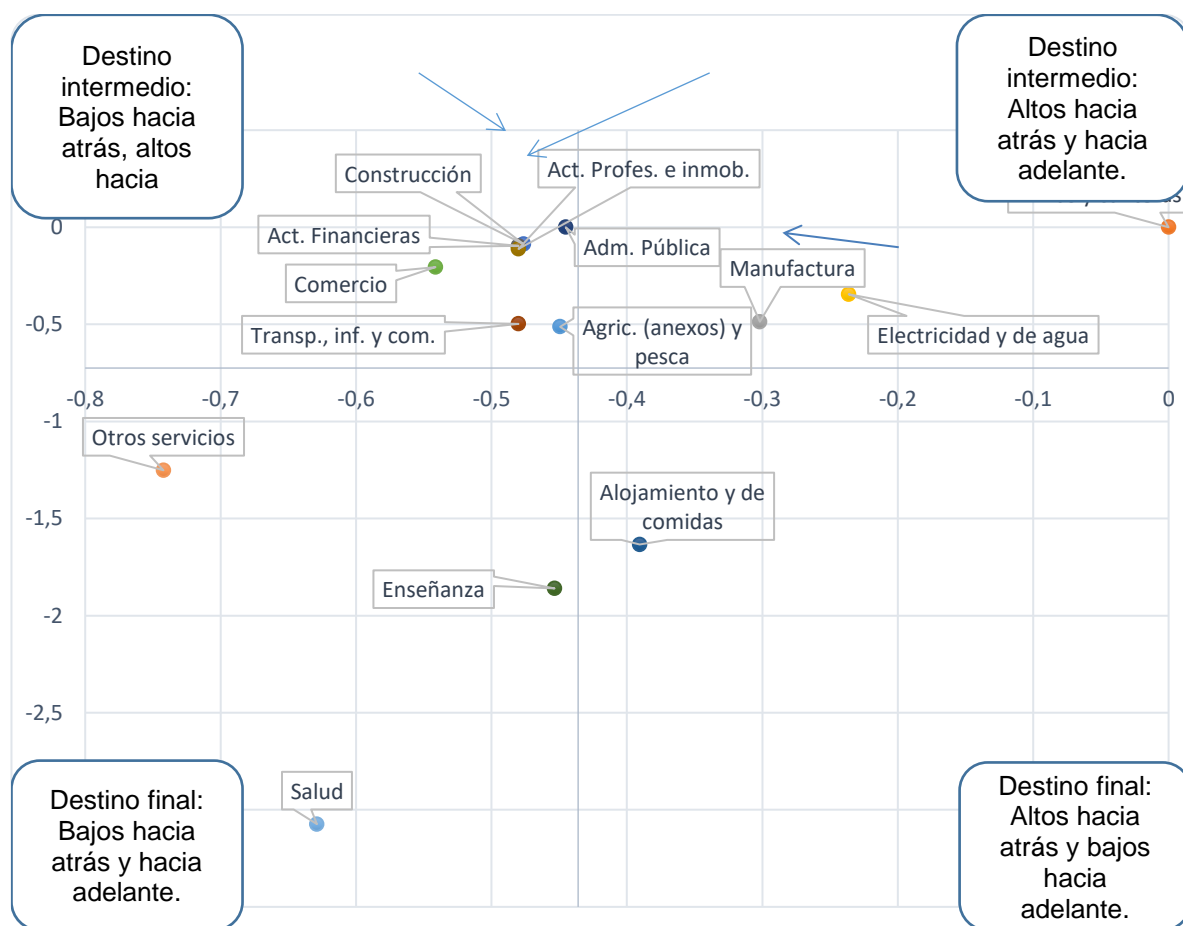 Destino
intermedio:
Bajos hacia
atrás, altos
hacia
Destino
intermedio:
Altos hacia
atrás y hacia
adelante.
Construcción
Act. Profes. e inmob.
Act. Financieras
Adm. Pública
Comercio
Manufactura
Transp., inf. y com.
Agric. (anexos) y
pesca
Electricidad y de agua
0
-0,5
-0,8
-0,7
-0,6
-0,5
-0,4
-0,3
-0,2
-0,1
0
-1
Otros servicios
Alojamiento y de
comidas
-1,5
Enseñanza
-2
-2,5
Salud
Destino final:
Bajos hacia
atrás y hacia
adelante.
Destino final:
Altos hacia
atrás y bajos
hacia
adelante.